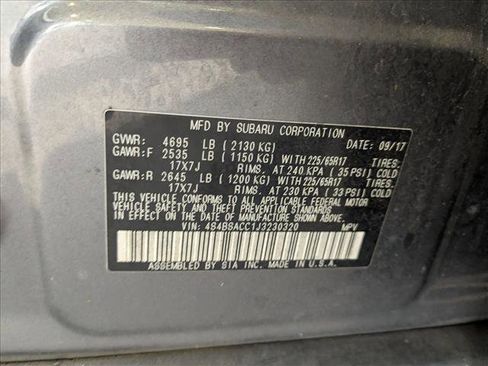 MFD BY SUBARU CORPORATION
GVWR: 4695 LB (2130 KG) DATE: 09/17
GAWR:F 2535 LB (1150 KG) WITH 225/65R17 TIRES,
17X7J RIMS, AT 240 KPA (35 PSI) COLD
GAWR:R 2645 LB (1200 KG) WITH 225/65R17 TIRES,
17X7J RIMS, AT 230 KPA (33 PSI) COLD
THIS VEHICLE CONFORMS TO ALL APPLICABLE FEDERAL MOTOR
VEHICLE SAFETY STANDARDS IN EFFECT ON THE
DATE OF MANUFACTURE SHOWN ABOVE.
VIN: 4S4BSACC1J3230320 MPV
ASSEMBLED BY SIA INC. MADE IN U.S.A.